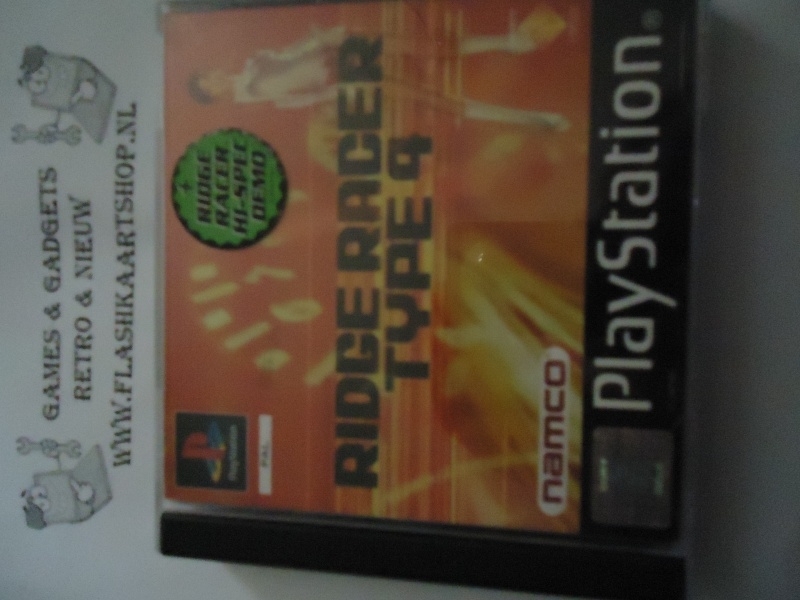 GAMES & GADGETS
RETRO & NIEUW
WWW.FLASHKAARTSHOP.NL
PlayStation
PAL
+
RIDGE
RACER
HI-SPEC
DEMO
RIDGE RACER
TYPE 4
namco
PlayStation